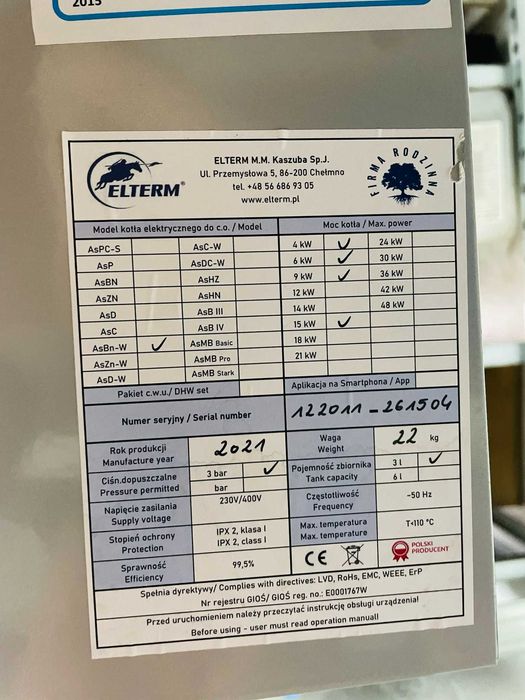 2015
ELTERM®
ELTERM M.M. Kaszuba Sp.J.
Ul. Przemysłowa 5, 86-200 Chełmno
tel. +48 56 686 93 05
www.elterm.pl
FIRMA RODZINNA
Model kotła elektrycznego do c.o. / Model
Moc kotła / Max. power
AsPC-S AsC-W 4 kW ✓ 24 kW
AsP AsDC-W 6 kW ✓ 30 kW
AsBN AsHZ 9 kW ✓ 36 kW
AsZN AsHN 12 kW 42 kW
AsD AsB III 14 kW 48 kW
AsC AsB IV 15 kW ✓
AsBn-W ✓ AsMB Basic 18 kW
AsZn-W AsMB Pro 21 kW
AsD-W AsMB Stark
Pakiet c.w.u./ DHW set
Aplikacja na Smartphona / App
Numer seryjny / Serial number 122011-261504
Rok produkcji
Manufacture year
2021
Waga
Weight
22 kg
Ciśn.dopuszczalne
Pressure permitted
3 bar ✓
bar
Pojemność zbiornika
Tank capacity
3 l ✓
6 l
Napięcie zasilania
Supply voltage
230V/400V
Częstotliwość
Frequency
~50 Hz
Stopień ochrony
Protection
IPX 2, klasa I
IPX 2, class I
Max. temperatura
Max. temperature
T<110 °C
Sprawność
Efficiency
99,5%
CE
POLSKI
PRODUCENT
Spełnia dyrektywy/ Complies with directives: LVD, RoHs, EMC, WEEE, ErP
Nr rejestru GIOŚ/ GIOŚ reg. no.: E0001767W
Przed uruchomieniem należy przeczytać instrukcję obsługi urządzenia!
Before using - user must read operation manual!